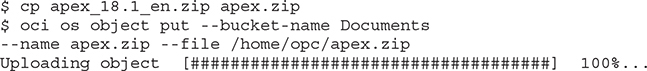 $ cp apex_18.1_en.zip apex.zip
$ oci os object put --bucket-name Documents
--name apex.zip --file /home/opc/apex.zip
Uploading object  [####################################]  100%...